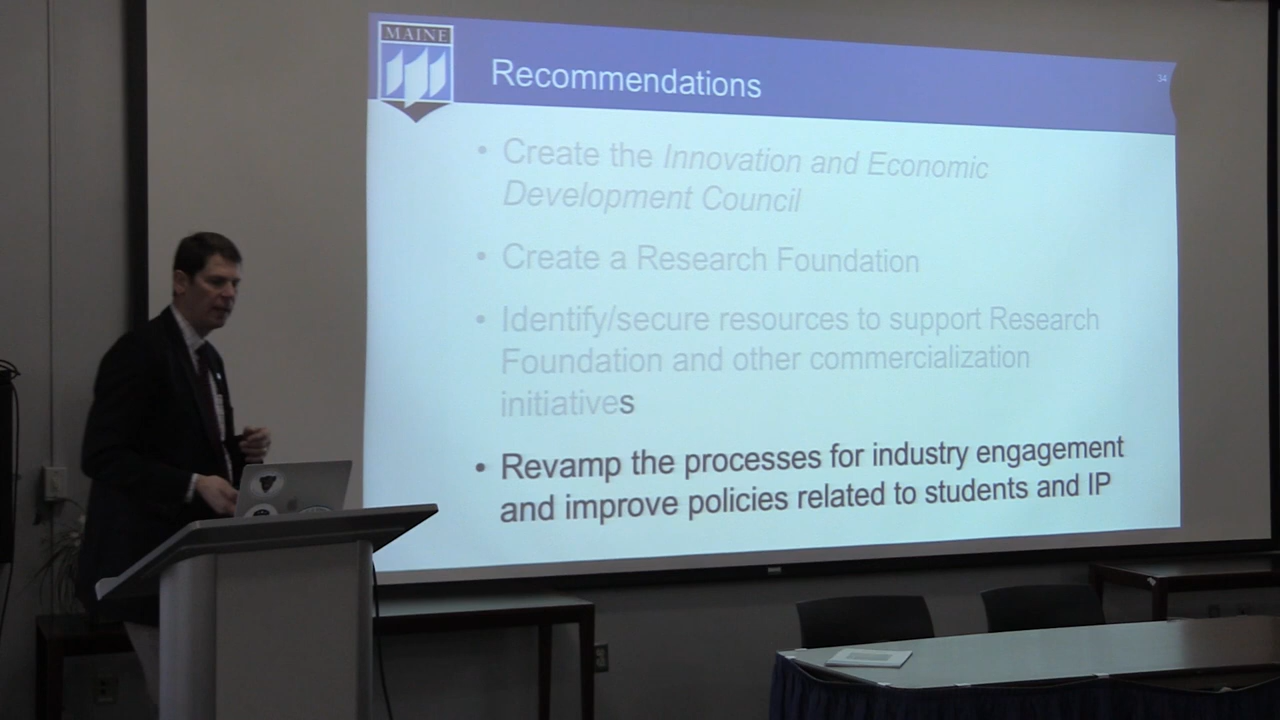 MAINE
Recommendations
34
• Create the Innovation and Economic
Development Council
• Create a Research Foundation
• Identify/secure resources to support Research
Foundation and other commercialization
initiatives
• Revamp the processes for industry engagement
and improve policies related to students and IP